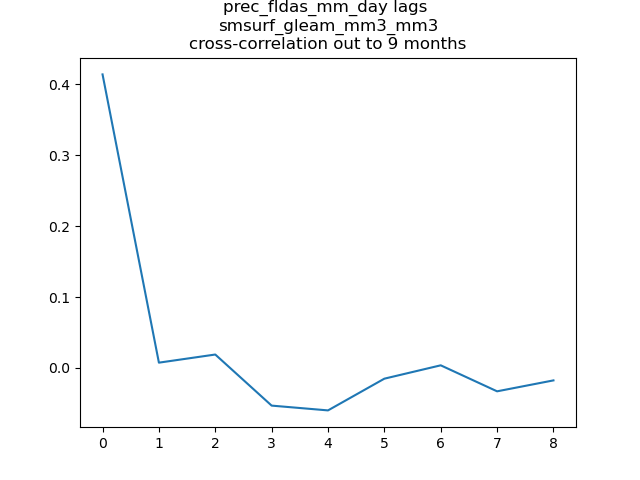 prec_fldas_mm_day lags
smsurf_gleam_mm3_mm3
cross-correlation out to 9 months
0.4
0.3
0.2
0.1
0.0
0 1 2 3 4 5 6 7 8